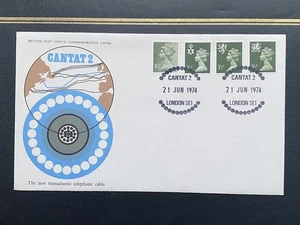 BRITISH POST OFFICE COMMEMORATIVE COVER
CANTAT 2
CANTAT 2
21 JUN 1974
LONDON SE1
CANTAT 2
21 JUN 1974
LONDON SE1
The new transatlantic telephone cable